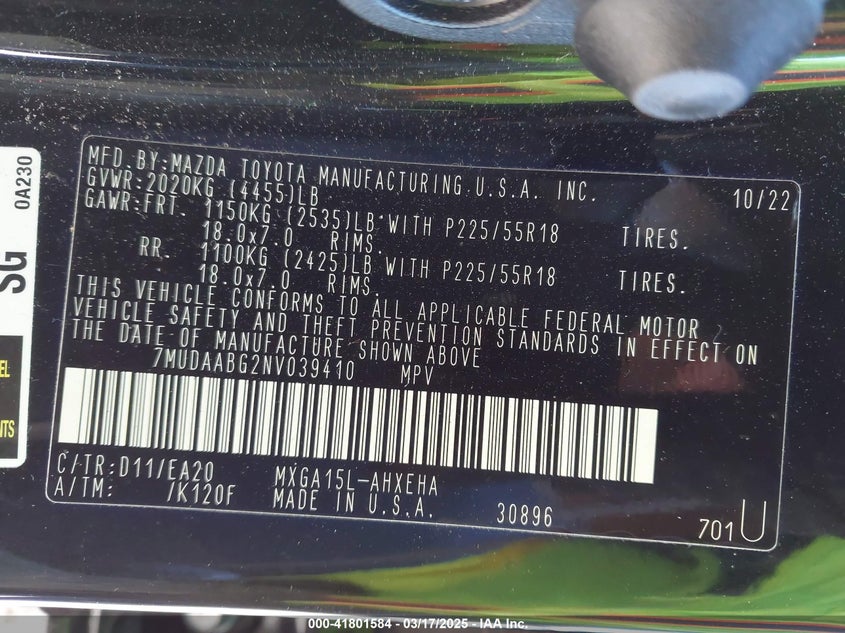 MFD.BY:MAZDA TOYOTA MANUFACTURING.U.S.A. INC. 10/22
GVWR:2020KG (4455)LB
GAWR:FRT. 1150KG (2535)LB WITH P225/55R18 TIRES.
18.0x7.0 RIMS.
RR. 1100KG (2425)LB WITH P225/55R18 TIRES.
18.0x7.0 RIMS.
THIS VEHICLE CONFORMS TO ALL APPLICABLE FEDERAL MOTOR
VEHICLE SAFETY AND THEFT PREVENTION STANDARDS IN EFFECT ON
THE DATE OF MANUFACTURE SHOWN ABOVE
7MUDAABG2NV039410 MPV
C/TR:D11/EA20 MXGA15L-AHXEHA
A/TM: /K120F MADE IN U.S.A. 30896 701U
0A230
SG
EL
NTS
000-41801584 - 03/17/2025 - IAA Inc.